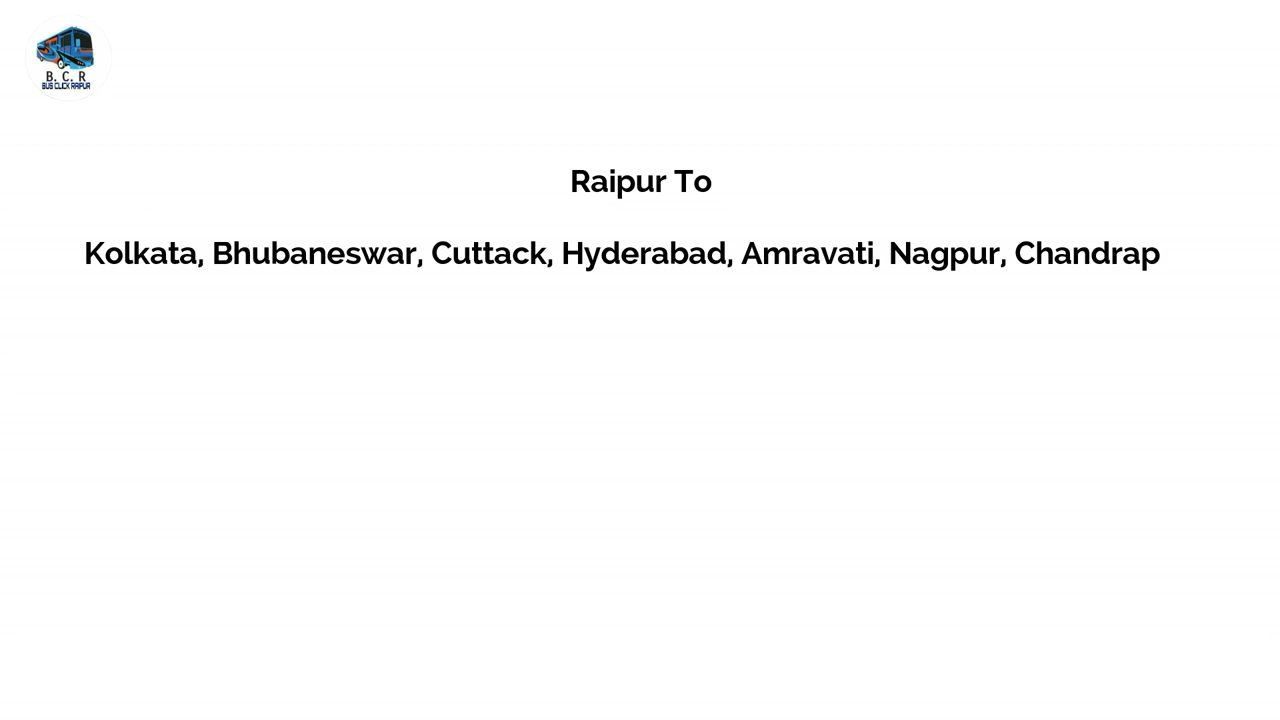 B. C. R
BUS CLICK RAIPUR
Raipur To
Kolkata, Bhubaneswar, Cuttack, Hyderabad, Amravati, Nagpur, Chandrap